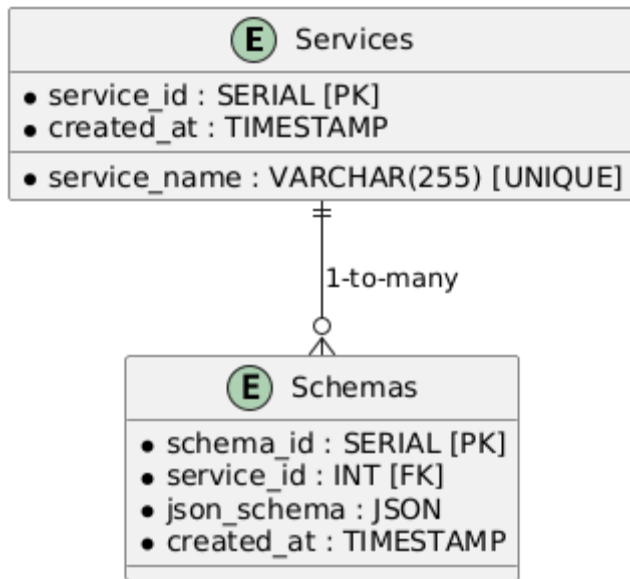 E Services
service_id : SERIAL [PK]
created_at : TIMESTAMP
service_name : VARCHAR(255) [UNIQUE]
1-to-many
E Schemas
schema_id : SERIAL [PK]
service_id : INT [FK]
json_schema : JSON
created_at : TIMESTAMP